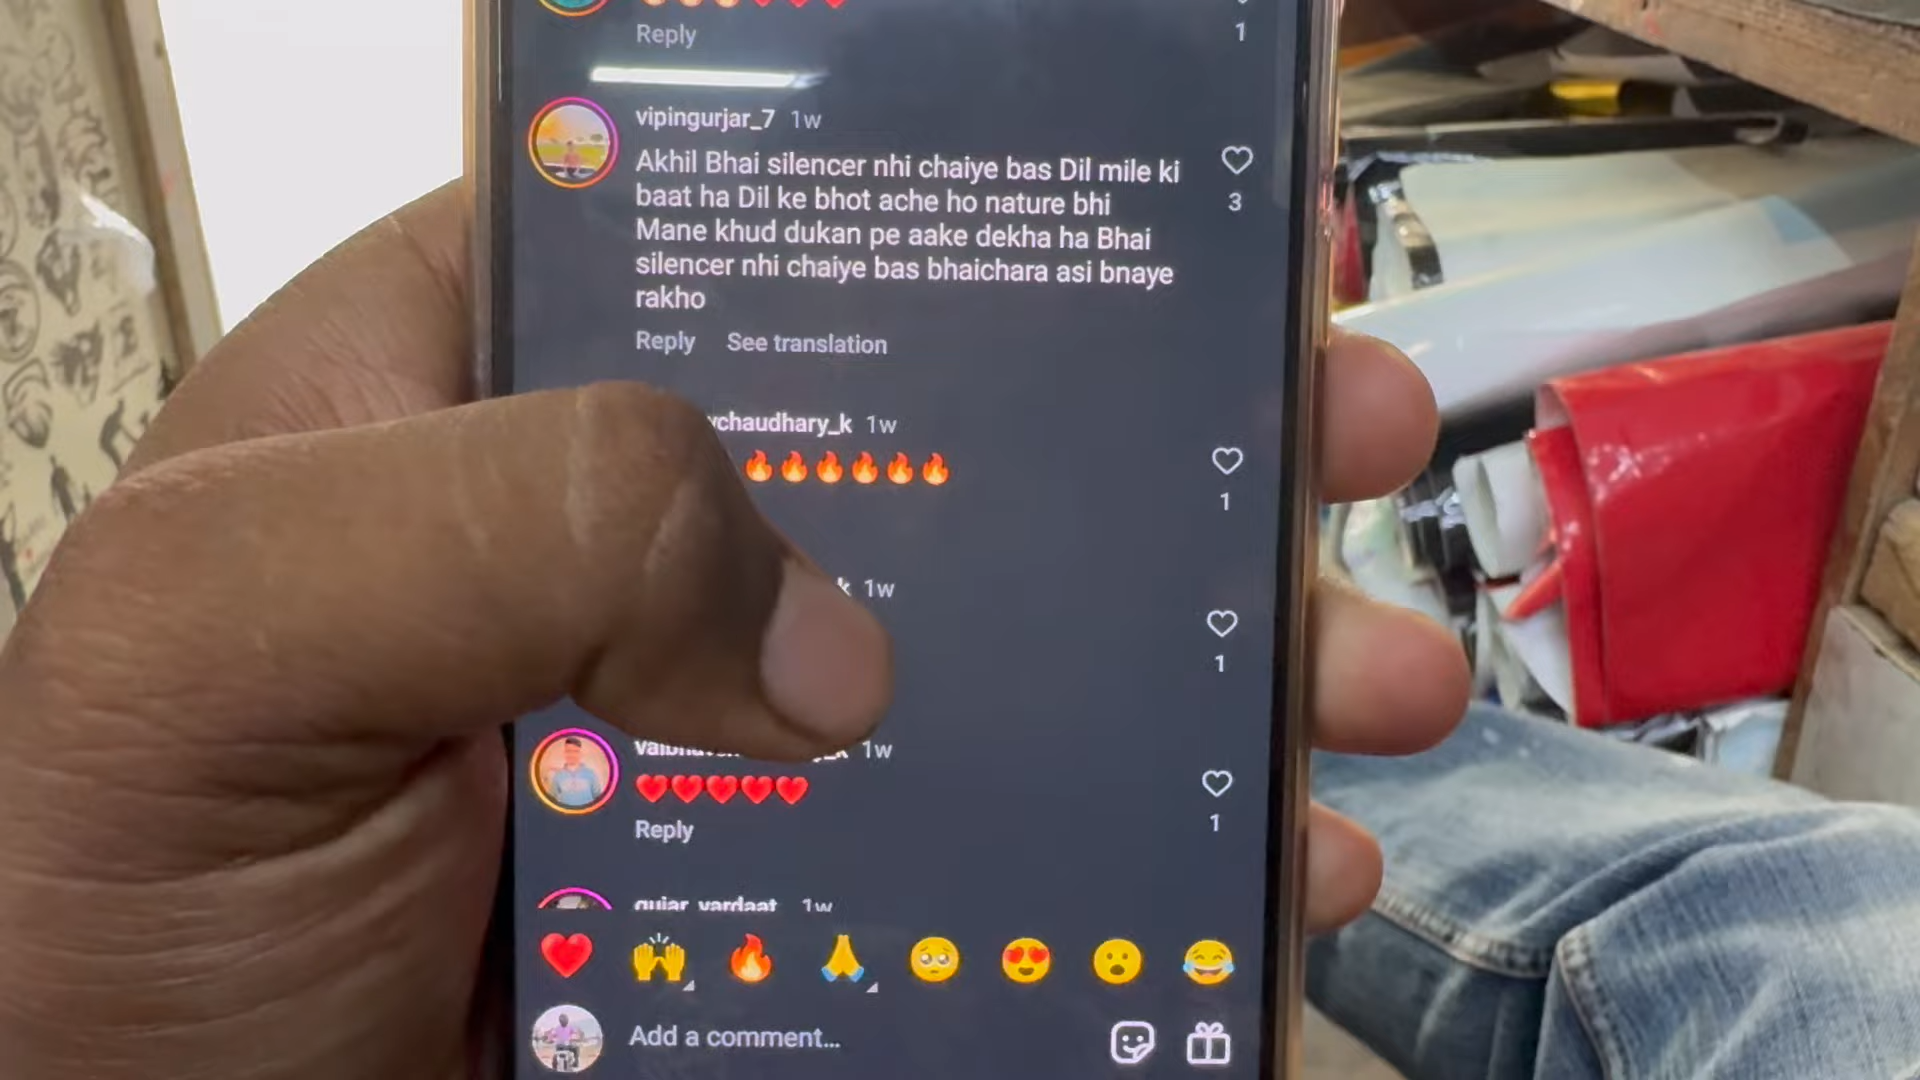 1
Reply
vipingurjar_7 1w
Akhil Bhai silencer nhi chaiye bas Dil mile ki
baat ha Dil ke bhot ache ho nature bhi
Mane khud dukan pe aake dekha ha Bhai
silencer nhi chaiye bas bhaichara asi bnaye
rakho
3
Reply See translation
chaudhary_k 1w
1
k 1w
1
1w
1
Reply
gujar_vardaat 1w
Add a comment...